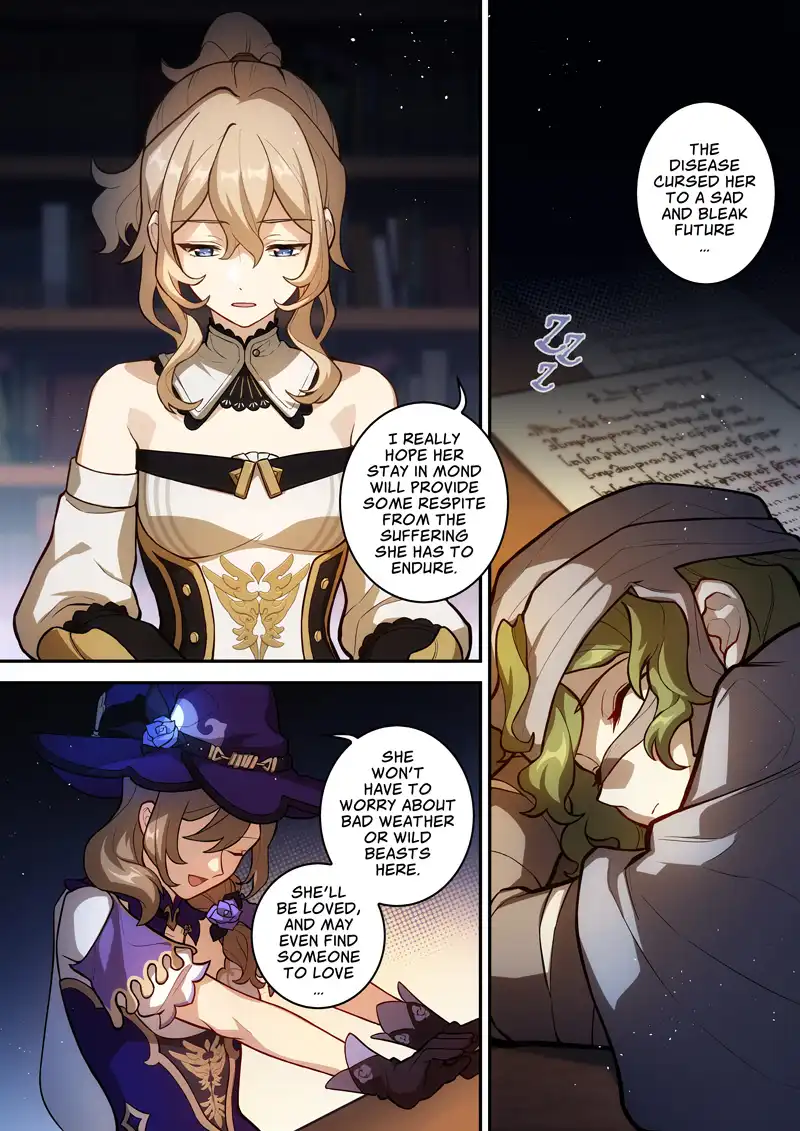 I REALLY
HOPE HER
STAY IN MOND
WILL PROVIDE
SOME RESPITE
FROM THE
SUFFERING
SHE HAS TO
ENDURE.
THE
DISEASE
CURSED HER
TO A SAD
AND BLEAK
FUTURE
...
ZZZ
SHE
WON'T
HAVE TO
WORRY ABOUT
BAD WEATHER
OR WILD
BEASTS
HERE.
SHE'LL
BE LOVED,
AND MAY
EVEN FIND
SOMEONE
TO LOVE
...